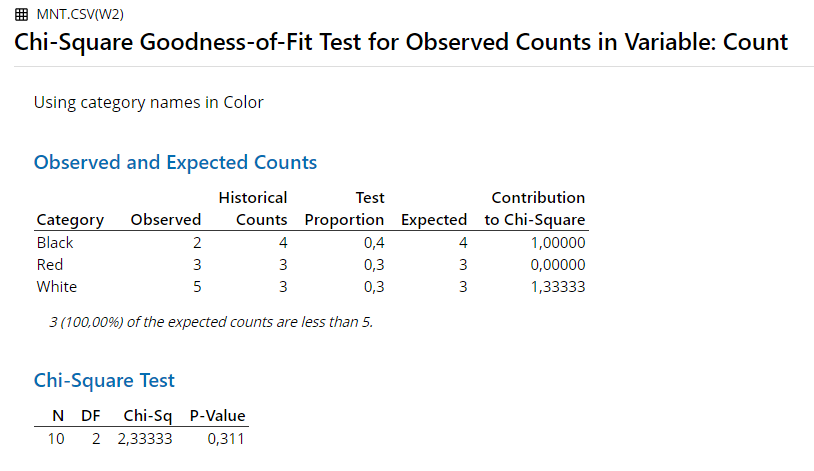 MNT.CSV(W2)
Chi-Square Goodness-of-Fit Test for Observed Counts in Variable: Count
Using category names in Color
Observed and Expected Counts
Historical Test Contribution
Category Observed Counts Proportion Expected to Chi-Square
Black 2 4 0,4 4 1,00000
Red 3 3 0,3 3 0,00000
White 5 3 0,3 3 1,33333
3 (100,00%) of the expected counts are less than 5.
Chi-Square Test
N DF Chi-Sq P-Value
10 2 2,33333 0,311